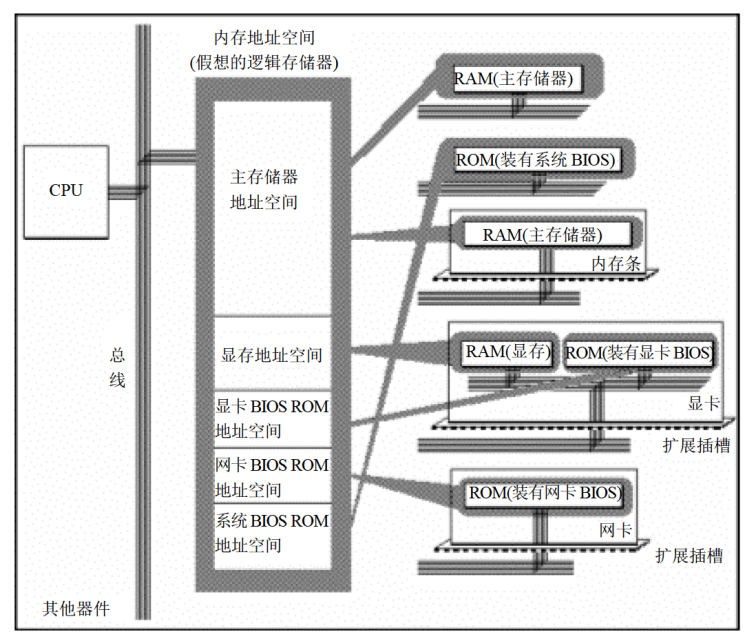 内存地址空间
(假想的逻辑存储器)
CPU
总
线
其他器件
主存储器
地址空间
显存地址空间
显卡 BIOS ROM
地址空间
网卡 BIOS ROM
地址空间
系统 BIOS ROM
地址空间
RAM(主存储器)
ROM(装有系统 BIOS)
RAM(主存储器)
内存条
RAM(显存)
ROM(装有显卡 BIOS)
显卡
扩展插槽
ROM(装有网卡 BIOS)
网卡
扩展插槽